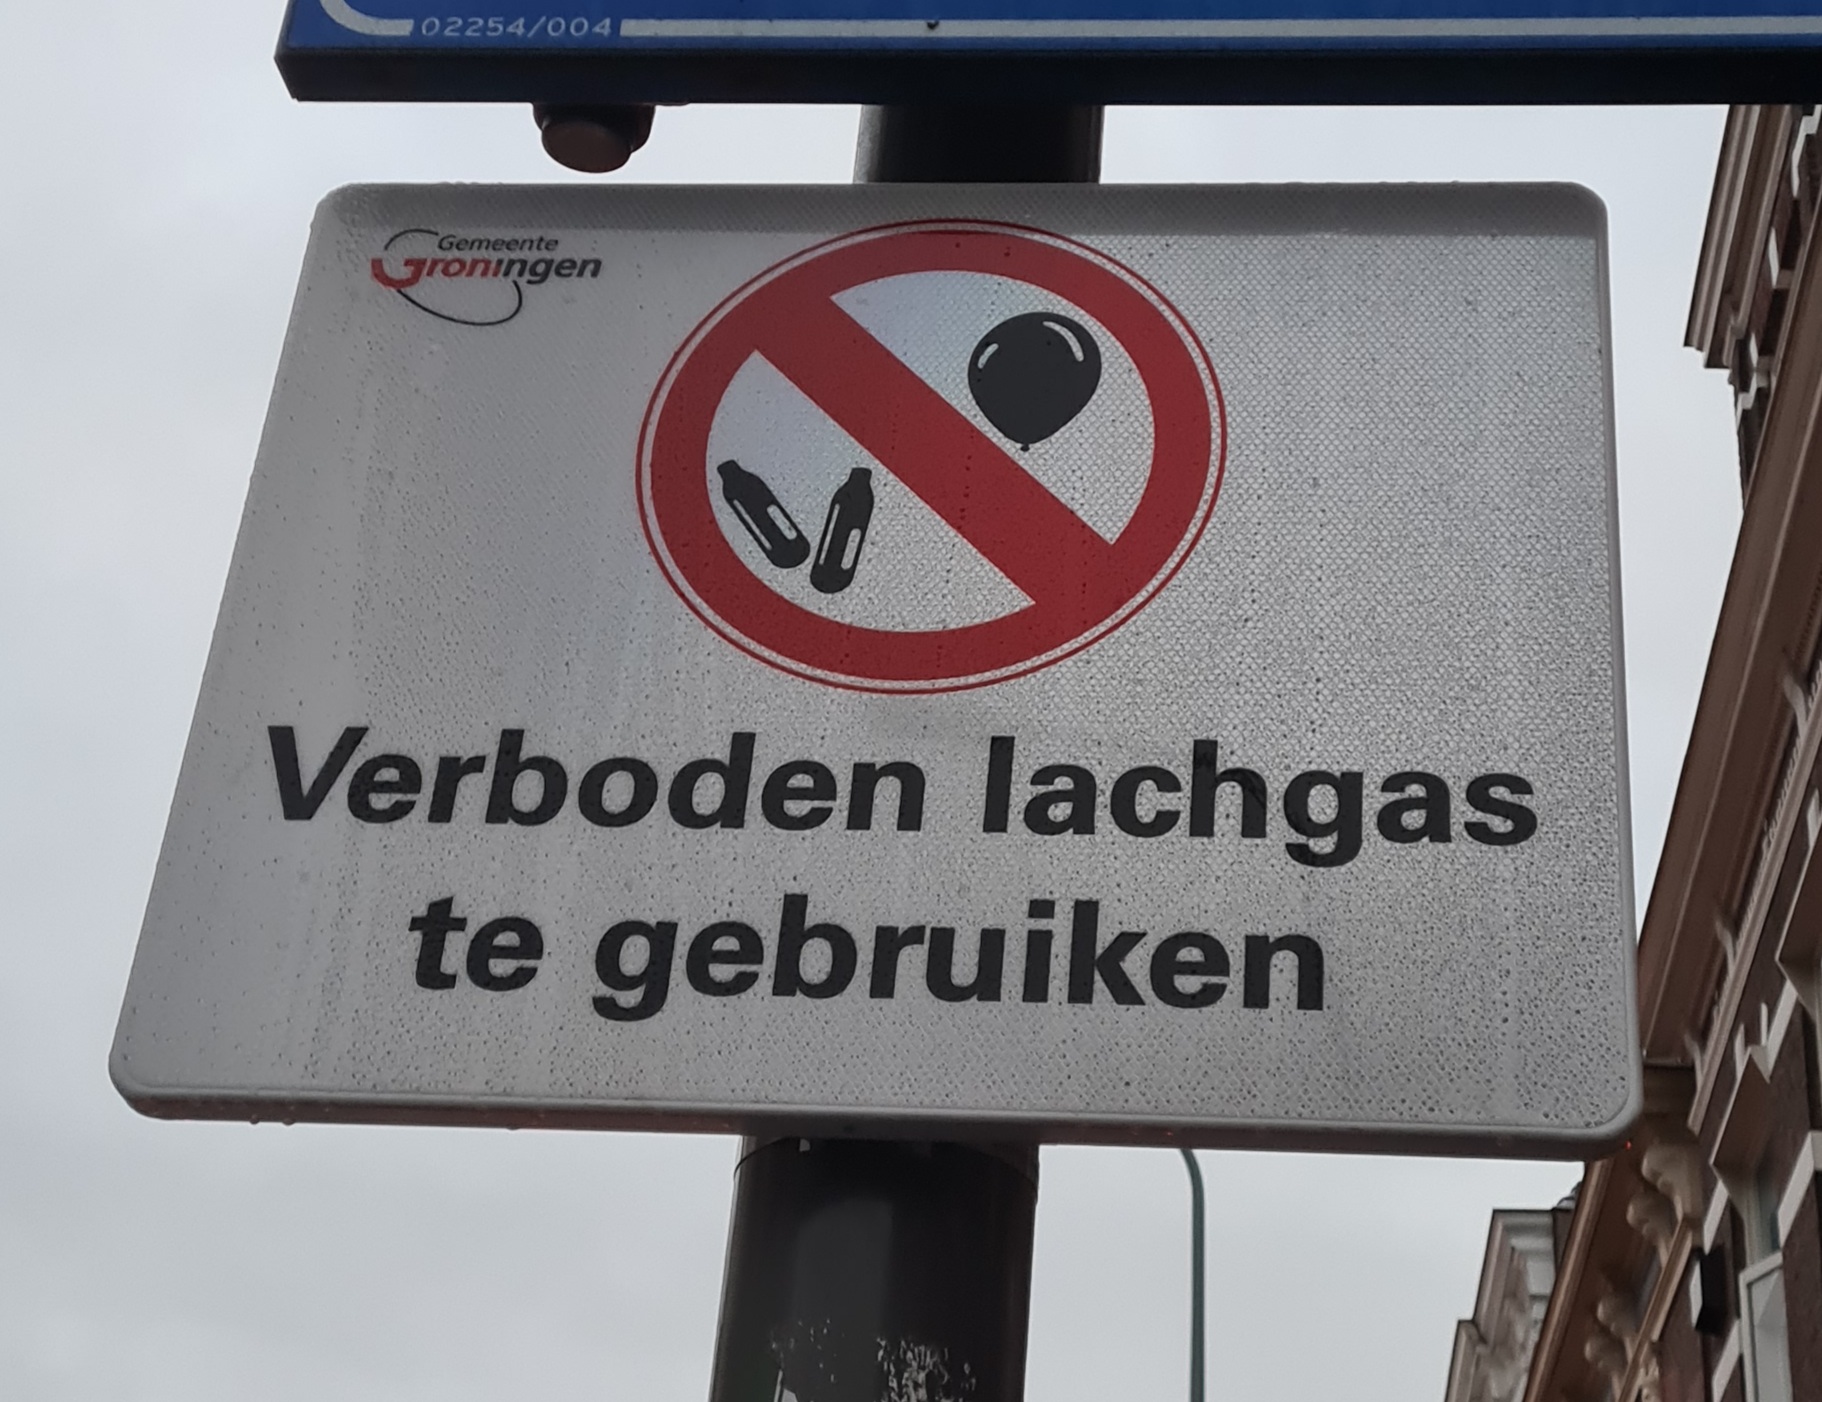 02254/004
Gemeente
Groningen
Verboden lachgas
te gebruiken